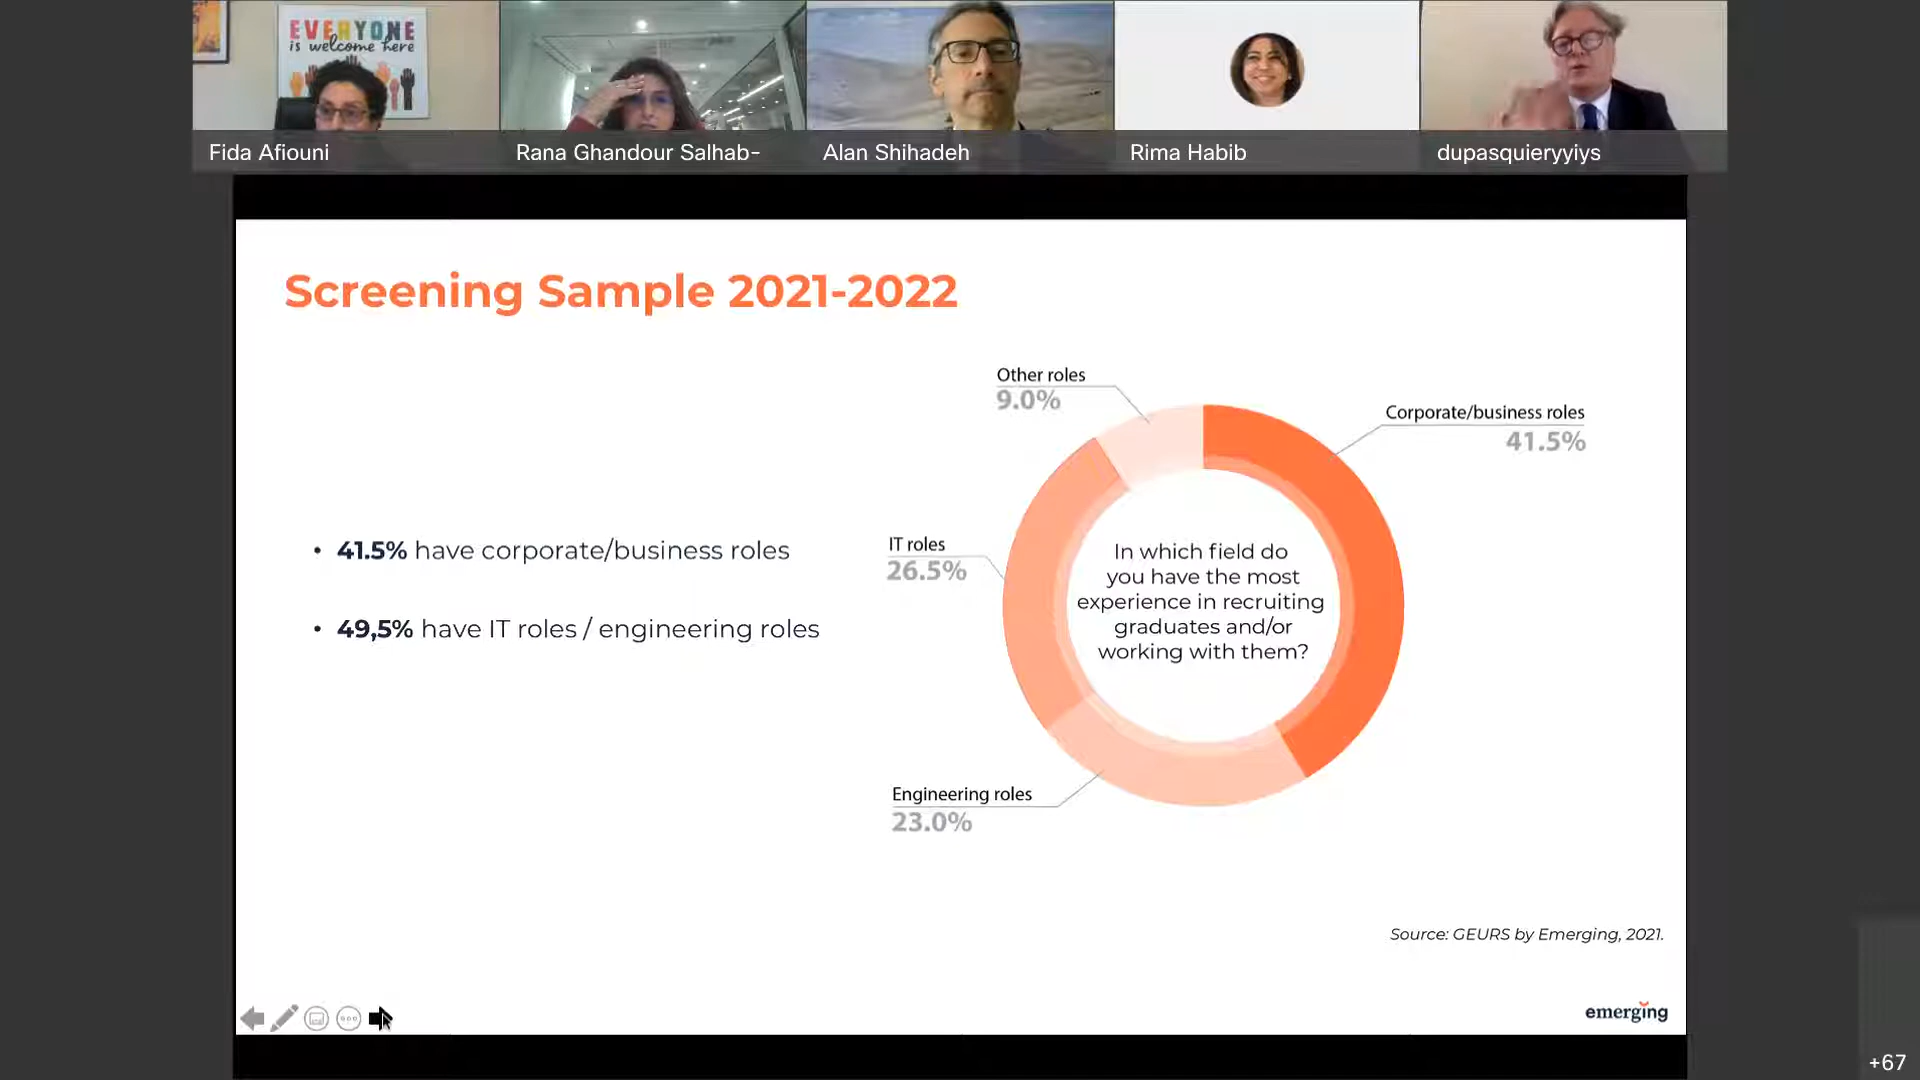 EVERYONE
is welcome here
Fida Afiouni
Rana Ghandour Salhab-
Alan Shihadeh
Rima Habib
dupasquieryyiys
Screening Sample 2021-2022
Other roles
9.0%
Corporate/business roles
41.5%
• 41.5% have corporate/business roles
• 49,5% have IT roles / engineering roles
IT roles
26.5%
In which field do
you have the most
experience in recruiting
graduates and/or
working with them?
Engineering roles
23.0%
Source: GEURS by Emerging, 2021.
emerging
+67